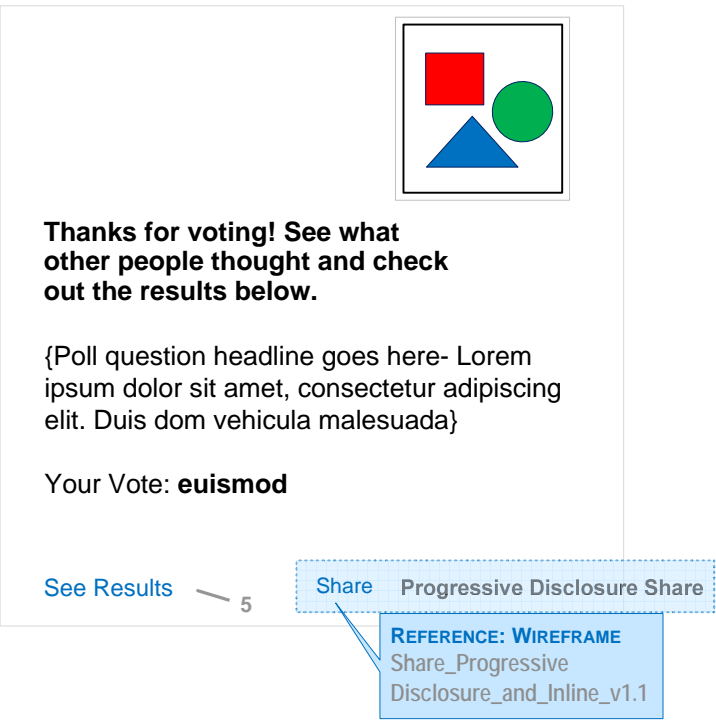 Thanks for voting! See what
other people thought and check
out the results below.
{Poll question headline goes here- Lorem
ipsum dolor sit amet, consectetur adipiscing
elit. Duis dom vehicula malesuada}
Your Vote: euismod
See Results
5
Share Progressive Disclosure Share
REFERENCE: WIREFRAME
Share_Progressive
Disclosure_and_Inline_v1.1